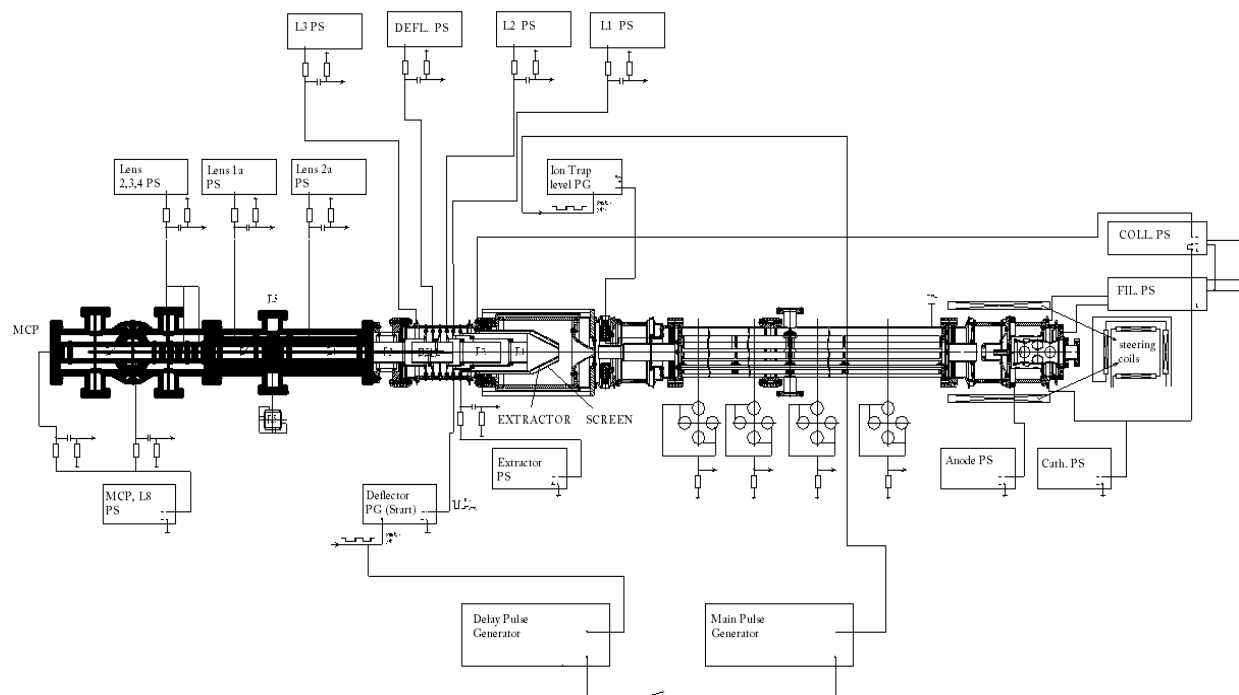 L3 PS
DEFL. PS
L2 PS
L1 PS
Lens
2,3,4 PS
Lens 1a
PS
Lens 2a
PS
Ion Trap
level PG
COLL. PS
FIL. PS
MCP
steering
coils
EXTRACTOR
SCREEN
Extractor
PS
Anode PS
Cath. PS
MCP, L8
PS
Deflector
PG (Start)
Delay Pulse
Generator
Main Pulse
Generator